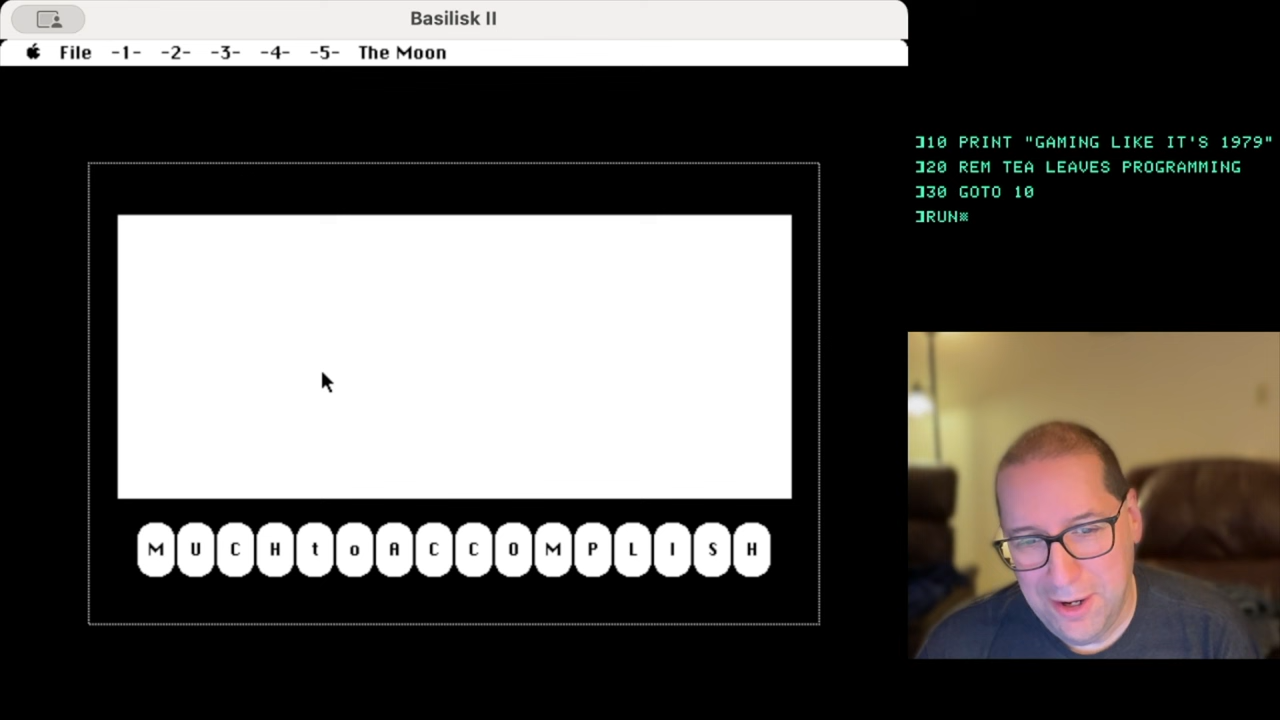 Basilisk II
File -1- -2- -3- -4- -5- The Moon
]10 PRINT "GAMING LIKE IT'S 1979"
]20 REM TEA LEAVES PROGRAMMING
]30 GOTO 10
]RUN
MUCHtoACCOMPLISH